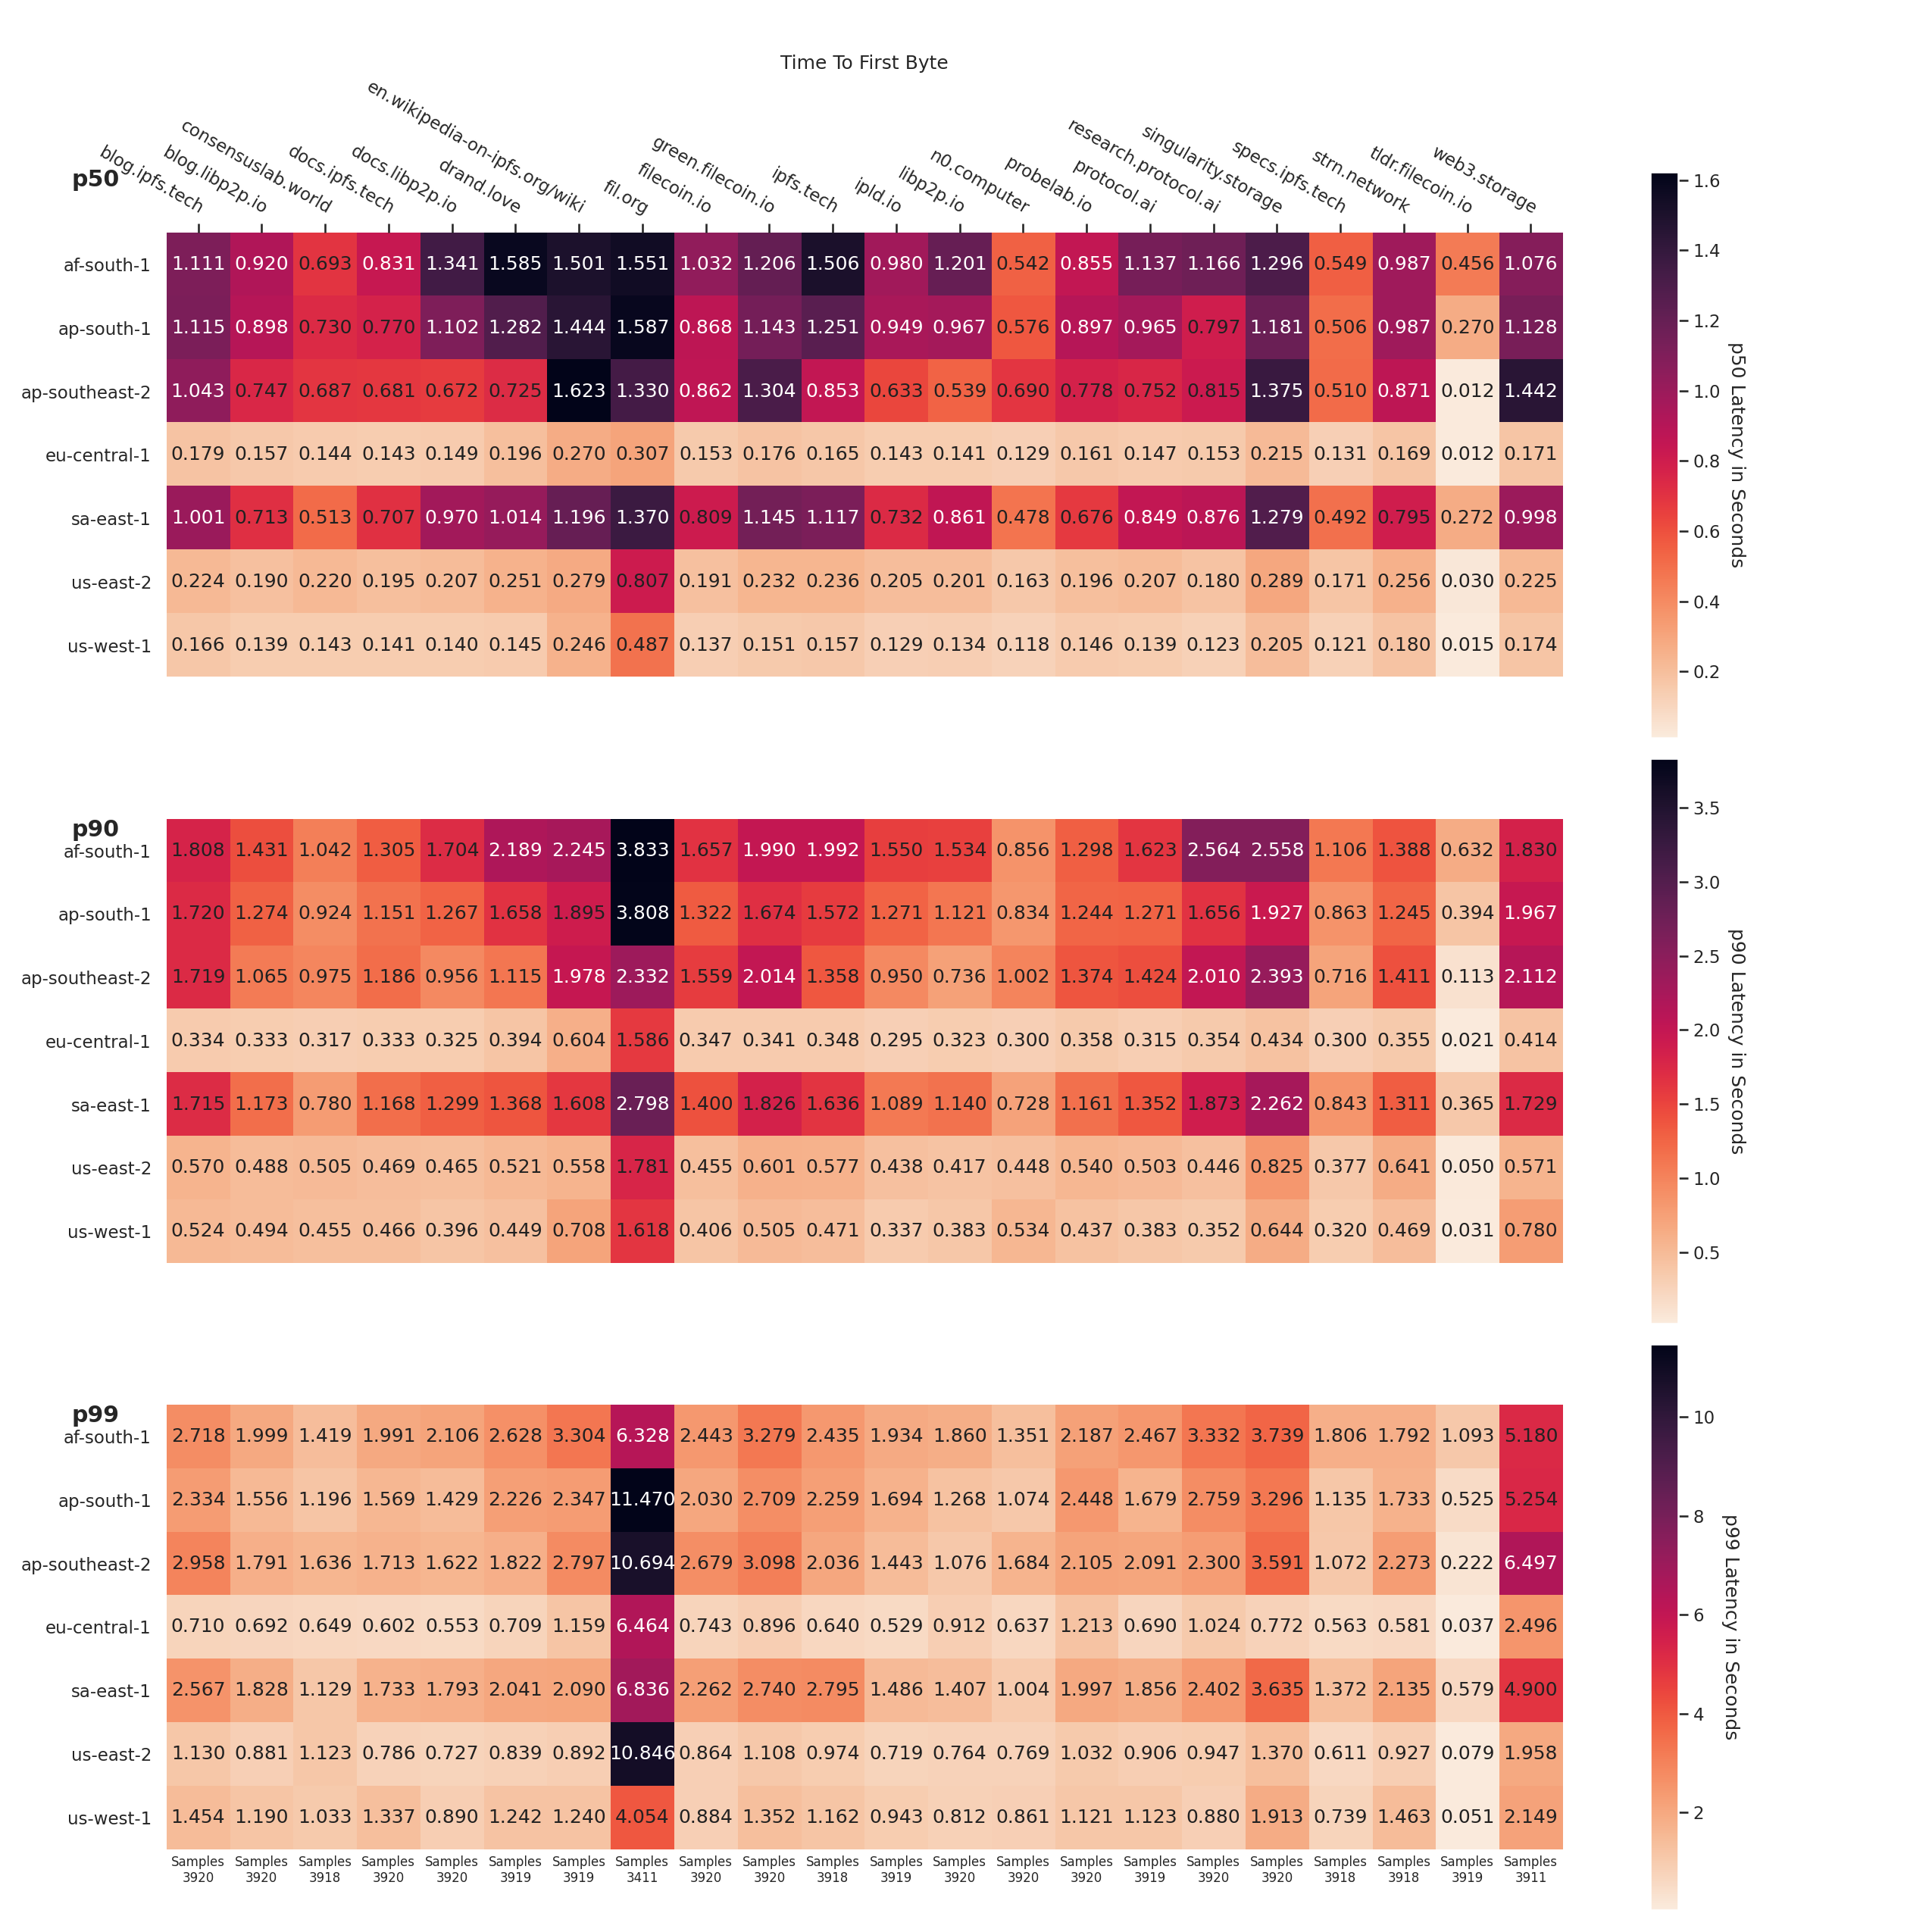 Time To First Byte
p50
blog.ipfs.tech
blog.libp2p.io
consensuslab.world
docs.ipfs.tech
docs.libp2p.io
drand.love
en.wikipedia-on-ipfs.org/wiki
fil.org
filecoin.io
green.filecoin.io
ipfs.tech
ipld.io
libp2p.io
n0.computer
probelab.io
protocol.ai
research.protocol.ai
singularity.storage
specs.ipfs.tech
strn.network
tldr.filecoin.io
web3.storage
af-south-1 1.111 0.920 0.693 0.831 1.341 1.585 1.501 1.551 1.032 1.206 1.506 0.980 1.201 0.542 0.855 1.137 1.166 1.296 0.549 0.987 0.456 1.076
ap-south-1 1.115 0.898 0.730 0.770 1.102 1.282 1.444 1.587 0.868 1.143 1.251 0.949 0.967 0.576 0.897 0.965 0.797 1.181 0.506 0.987 0.270 1.128
ap-southeast-2 1.043 0.747 0.687 0.681 0.672 0.725 1.623 1.330 0.862 1.304 0.853 0.633 0.539 0.690 0.778 0.752 0.815 1.375 0.510 0.871 0.012 1.442
eu-central-1 0.179 0.157 0.144 0.143 0.149 0.196 0.270 0.307 0.153 0.176 0.165 0.143 0.141 0.129 0.161 0.147 0.153 0.215 0.131 0.169 0.012 0.171
sa-east-1 1.001 0.713 0.513 0.707 0.970 1.014 1.196 1.370 0.809 1.145 1.117 0.732 0.861 0.478 0.676 0.849 0.876 1.279 0.492 0.795 0.272 0.998
us-east-2 0.224 0.190 0.220 0.195 0.207 0.251 0.279 0.807 0.191 0.232 0.236 0.205 0.201 0.163 0.196 0.207 0.180 0.289 0.171 0.256 0.030 0.225
us-west-1 0.166 0.139 0.143 0.141 0.140 0.145 0.246 0.487 0.137 0.151 0.157 0.129 0.134 0.118 0.146 0.139 0.123 0.205 0.121 0.180 0.015 0.174
1.6
1.4
1.2
1.0
0.8
0.6
0.4
0.2
p50 Latency in Seconds
p90
af-south-1 1.808 1.431 1.042 1.305 1.704 2.189 2.245 3.833 1.657 1.990 1.992 1.550 1.534 0.856 1.298 1.623 2.564 2.558 1.106 1.388 0.632 1.830
ap-south-1 1.720 1.274 0.924 1.151 1.267 1.658 1.895 3.808 1.322 1.674 1.572 1.271 1.121 0.834 1.244 1.271 1.656 1.927 0.863 1.245 0.394 1.967
ap-southeast-2 1.719 1.065 0.975 1.186 0.956 1.115 1.978 2.332 1.559 2.014 1.358 0.950 0.736 1.002 1.374 1.424 2.010 2.393 0.716 1.411 0.113 2.112
eu-central-1 0.334 0.333 0.317 0.333 0.325 0.394 0.604 1.586 0.347 0.341 0.348 0.295 0.323 0.300 0.358 0.315 0.354 0.434 0.300 0.355 0.021 0.414
sa-east-1 1.715 1.173 0.780 1.168 1.299 1.368 1.608 2.798 1.400 1.826 1.636 1.089 1.140 0.728 1.161 1.352 1.873 2.262 0.843 1.311 0.365 1.729
us-east-2 0.570 0.488 0.505 0.469 0.465 0.521 0.558 1.781 0.455 0.601 0.577 0.438 0.417 0.448 0.540 0.503 0.446 0.825 0.377 0.641 0.050 0.571
us-west-1 0.524 0.494 0.455 0.466 0.396 0.449 0.708 1.618 0.406 0.505 0.471 0.337 0.383 0.534 0.437 0.383 0.352 0.644 0.320 0.469 0.031 0.780
3.5
3.0
2.5
2.0
1.5
1.0
0.5
p90 Latency in Seconds
p99
af-south-1 2.718 1.999 1.419 1.991 2.106 2.628 3.304 6.328 2.443 3.279 2.435 1.934 1.860 1.351 2.187 2.467 3.332 3.739 1.806 1.792 1.093 5.180
ap-south-1 2.334 1.556 1.196 1.569 1.429 2.226 2.347 11.470 2.030 2.709 2.259 1.694 1.268 1.074 2.448 1.679 2.759 3.296 1.135 1.733 0.525 5.254
ap-southeast-2 2.958 1.791 1.636 1.713 1.622 1.822 2.797 10.694 2.679 3.098 2.036 1.443 1.076 1.684 2.105 2.091 2.300 3.591 1.072 2.273 0.222 6.497
eu-central-1 0.710 0.692 0.649 0.602 0.553 0.709 1.159 6.464 0.743 0.896 0.640 0.529 0.912 0.637 1.213 0.690 1.024 0.772 0.563 0.581 0.037 2.496
sa-east-1 2.567 1.828 1.129 1.733 1.793 2.041 2.090 6.836 2.262 2.740 2.795 1.486 1.407 1.004 1.997 1.856 2.402 3.635 1.372 2.135 0.579 4.900
us-east-2 1.130 0.881 1.123 0.786 0.727 0.839 0.892 10.846 0.864 1.108 0.974 0.719 0.764 0.769 1.032 0.906 0.947 1.370 0.611 0.927 0.079 1.958
us-west-1 1.454 1.190 1.033 1.337 0.890 1.242 1.240 4.054 0.884 1.352 1.162 0.943 0.812 0.861 1.121 1.123 0.880 1.913 0.739 1.463 0.051 2.149
Samples Samples Samples Samples Samples Samples Samples Samples Samples Samples Samples Samples Samples Samples Samples Samples Samples Samples Samples Samples Samples Samples
3920 3920 3918 3920 3920 3919 3919 3411 3920 3920 3918 3919 3920 3920 3920 3919 3920 3920 3918 3918 3919 3911
10
8
6
4
2
p99 Latency in Seconds